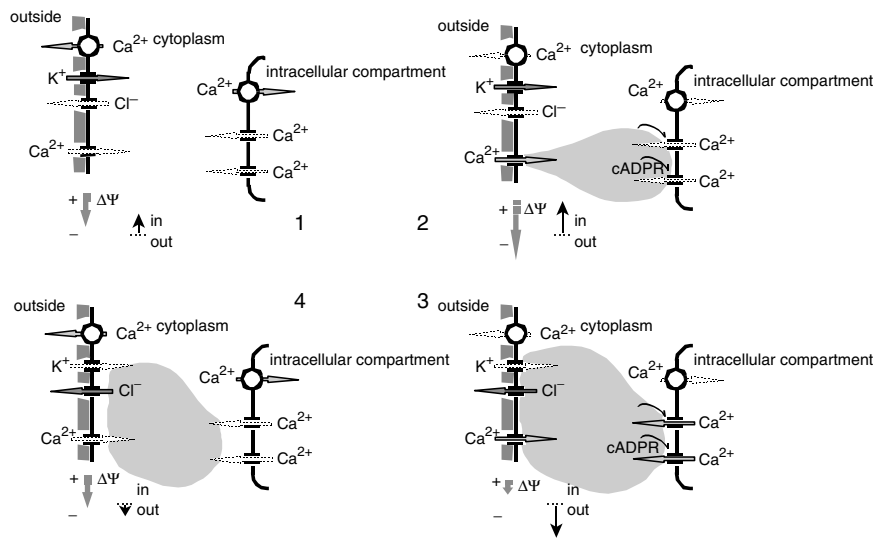 outside
Ca2+ cytoplasm
K+
Cl–
Ca2+
+ ΔΨ
–
in
out
intracellular compartment
Ca2+
Ca2+
Ca2+
1
2
outside
Ca2+ cytoplasm
K+
Cl–
Ca2+
+ ΔΨ
–
in
out
intracellular compartment
Ca2+
Ca2+
cADPR
Ca2+
4
outside
Ca2+ cytoplasm
K+
Cl–
Ca2+
+ ΔΨ
–
in
out
intracellular compartment
Ca2+
Ca2+
Ca2+
3
outside
Ca2+ cytoplasm
K+
Cl–
Ca2+
+ ΔΨ
–
in
out
intracellular compartment
Ca2+
Ca2+
cADPR
Ca2+